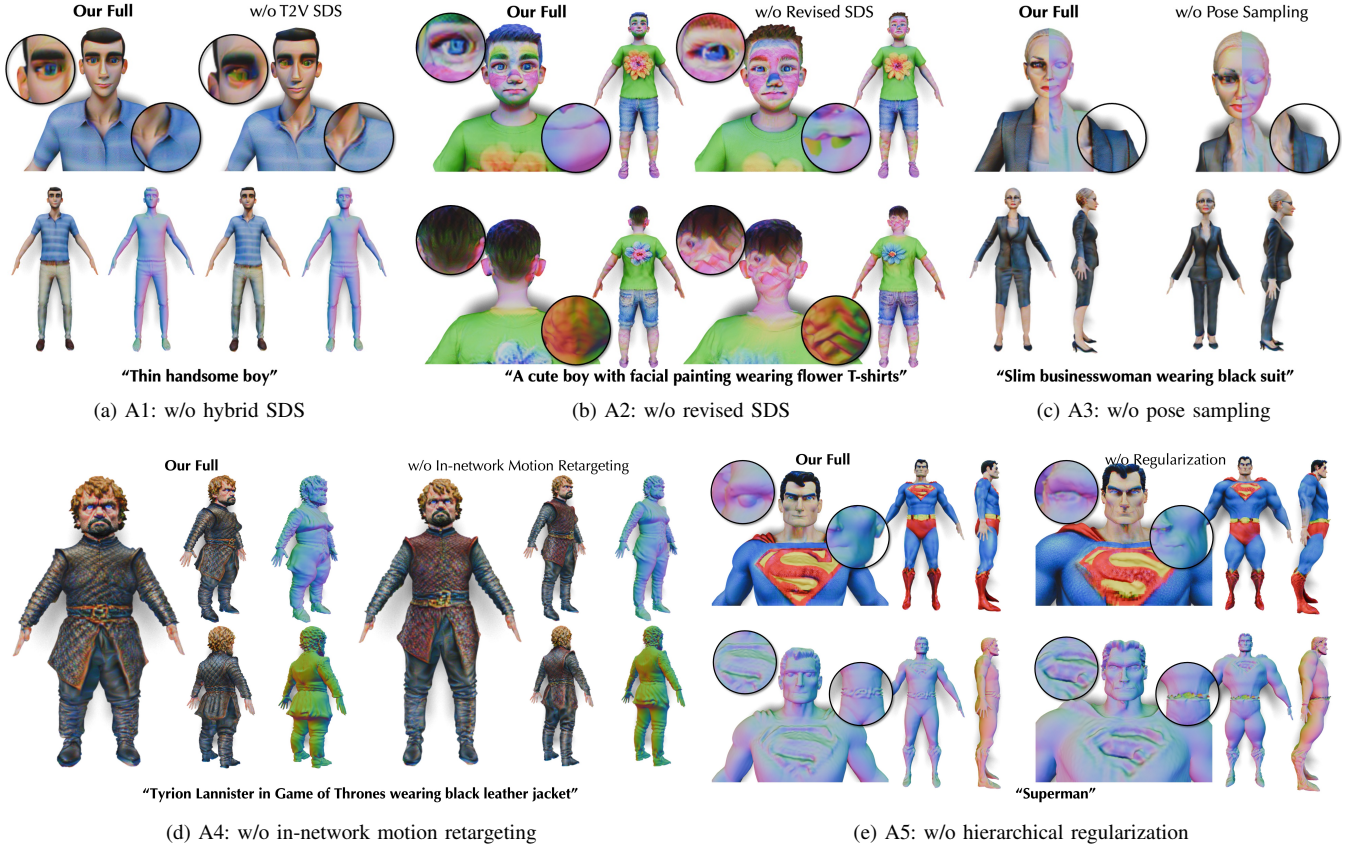 Our Full
w/o T2V SDS
Our Full
w/o Revised SDS
Our Full
w/o Pose Sampling
“Thin handsome boy”
“A cute boy with facial painting wearing flower T-shirts”
“Slim businesswoman wearing black suit”
(a) A1: w/o hybrid SDS
(b) A2: w/o revised SDS
(c) A3: w/o pose sampling
Our Full
w/o In-network Motion Retargeting
Our Full
w/o Regularization
“Tyrion Lannister in Game of Thrones wearing black leather jacket”
“Superman”
(d) A4: w/o in-network motion retargeting
(e) A5: w/o hierarchical regularization